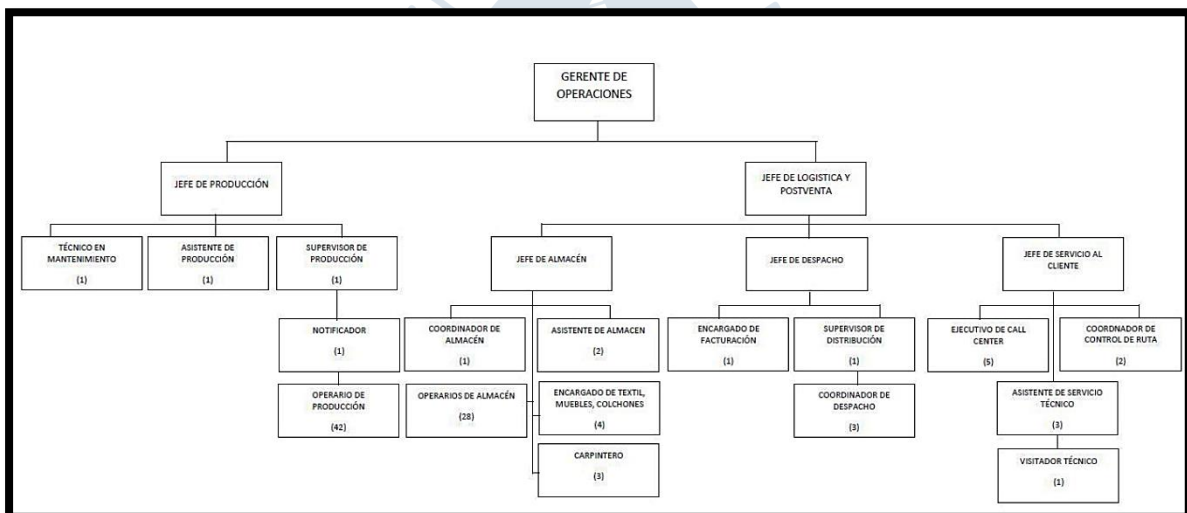 GERENTE DE
OPERACIONES
JEFE DE PRODUCCIÓN
JEFE DE LOGISTICA Y
POSTVENTA
TÉCNICO EN
MANTENIMIENTO
(1)
ASISTENTE DE
PRODUCCIÓN
(1)
SUPERVISOR DE
PRODUCCIÓN
(1)
JEFE DE ALMACÉN
JEFE DE DESPACHO
JEFE DE SERVICIO AL
CLIENTE
NOTIFICADOR
(1)
COORDINADOR DE
ALMACÉN
(1)
ASISTENTE DE ALMACEN
(2)
ENCARGADO DE
FACTURACIÓN
(1)
SUPERVISOR DE
DISTRIBUCIÓN
(1)
EJECUTIVO DE CALL
CENTER
(5)
COORDNADOR DE
CONTROL DE RUTA
(2)
OPERARIO DE
PRODUCCIÓN
(42)
OPERARIOS DE ALMACÉN
(28)
ENCARGADO DE TEXTIL,
MUEBLES, COLCHONES
(4)
COORDINADOR DE
DESPACHO
(3)
ASISTENTE DE SERVICIO
TÉCNICO
(3)
CARPINTERO
(3)
VISITADOR TÉCNICO
(1)